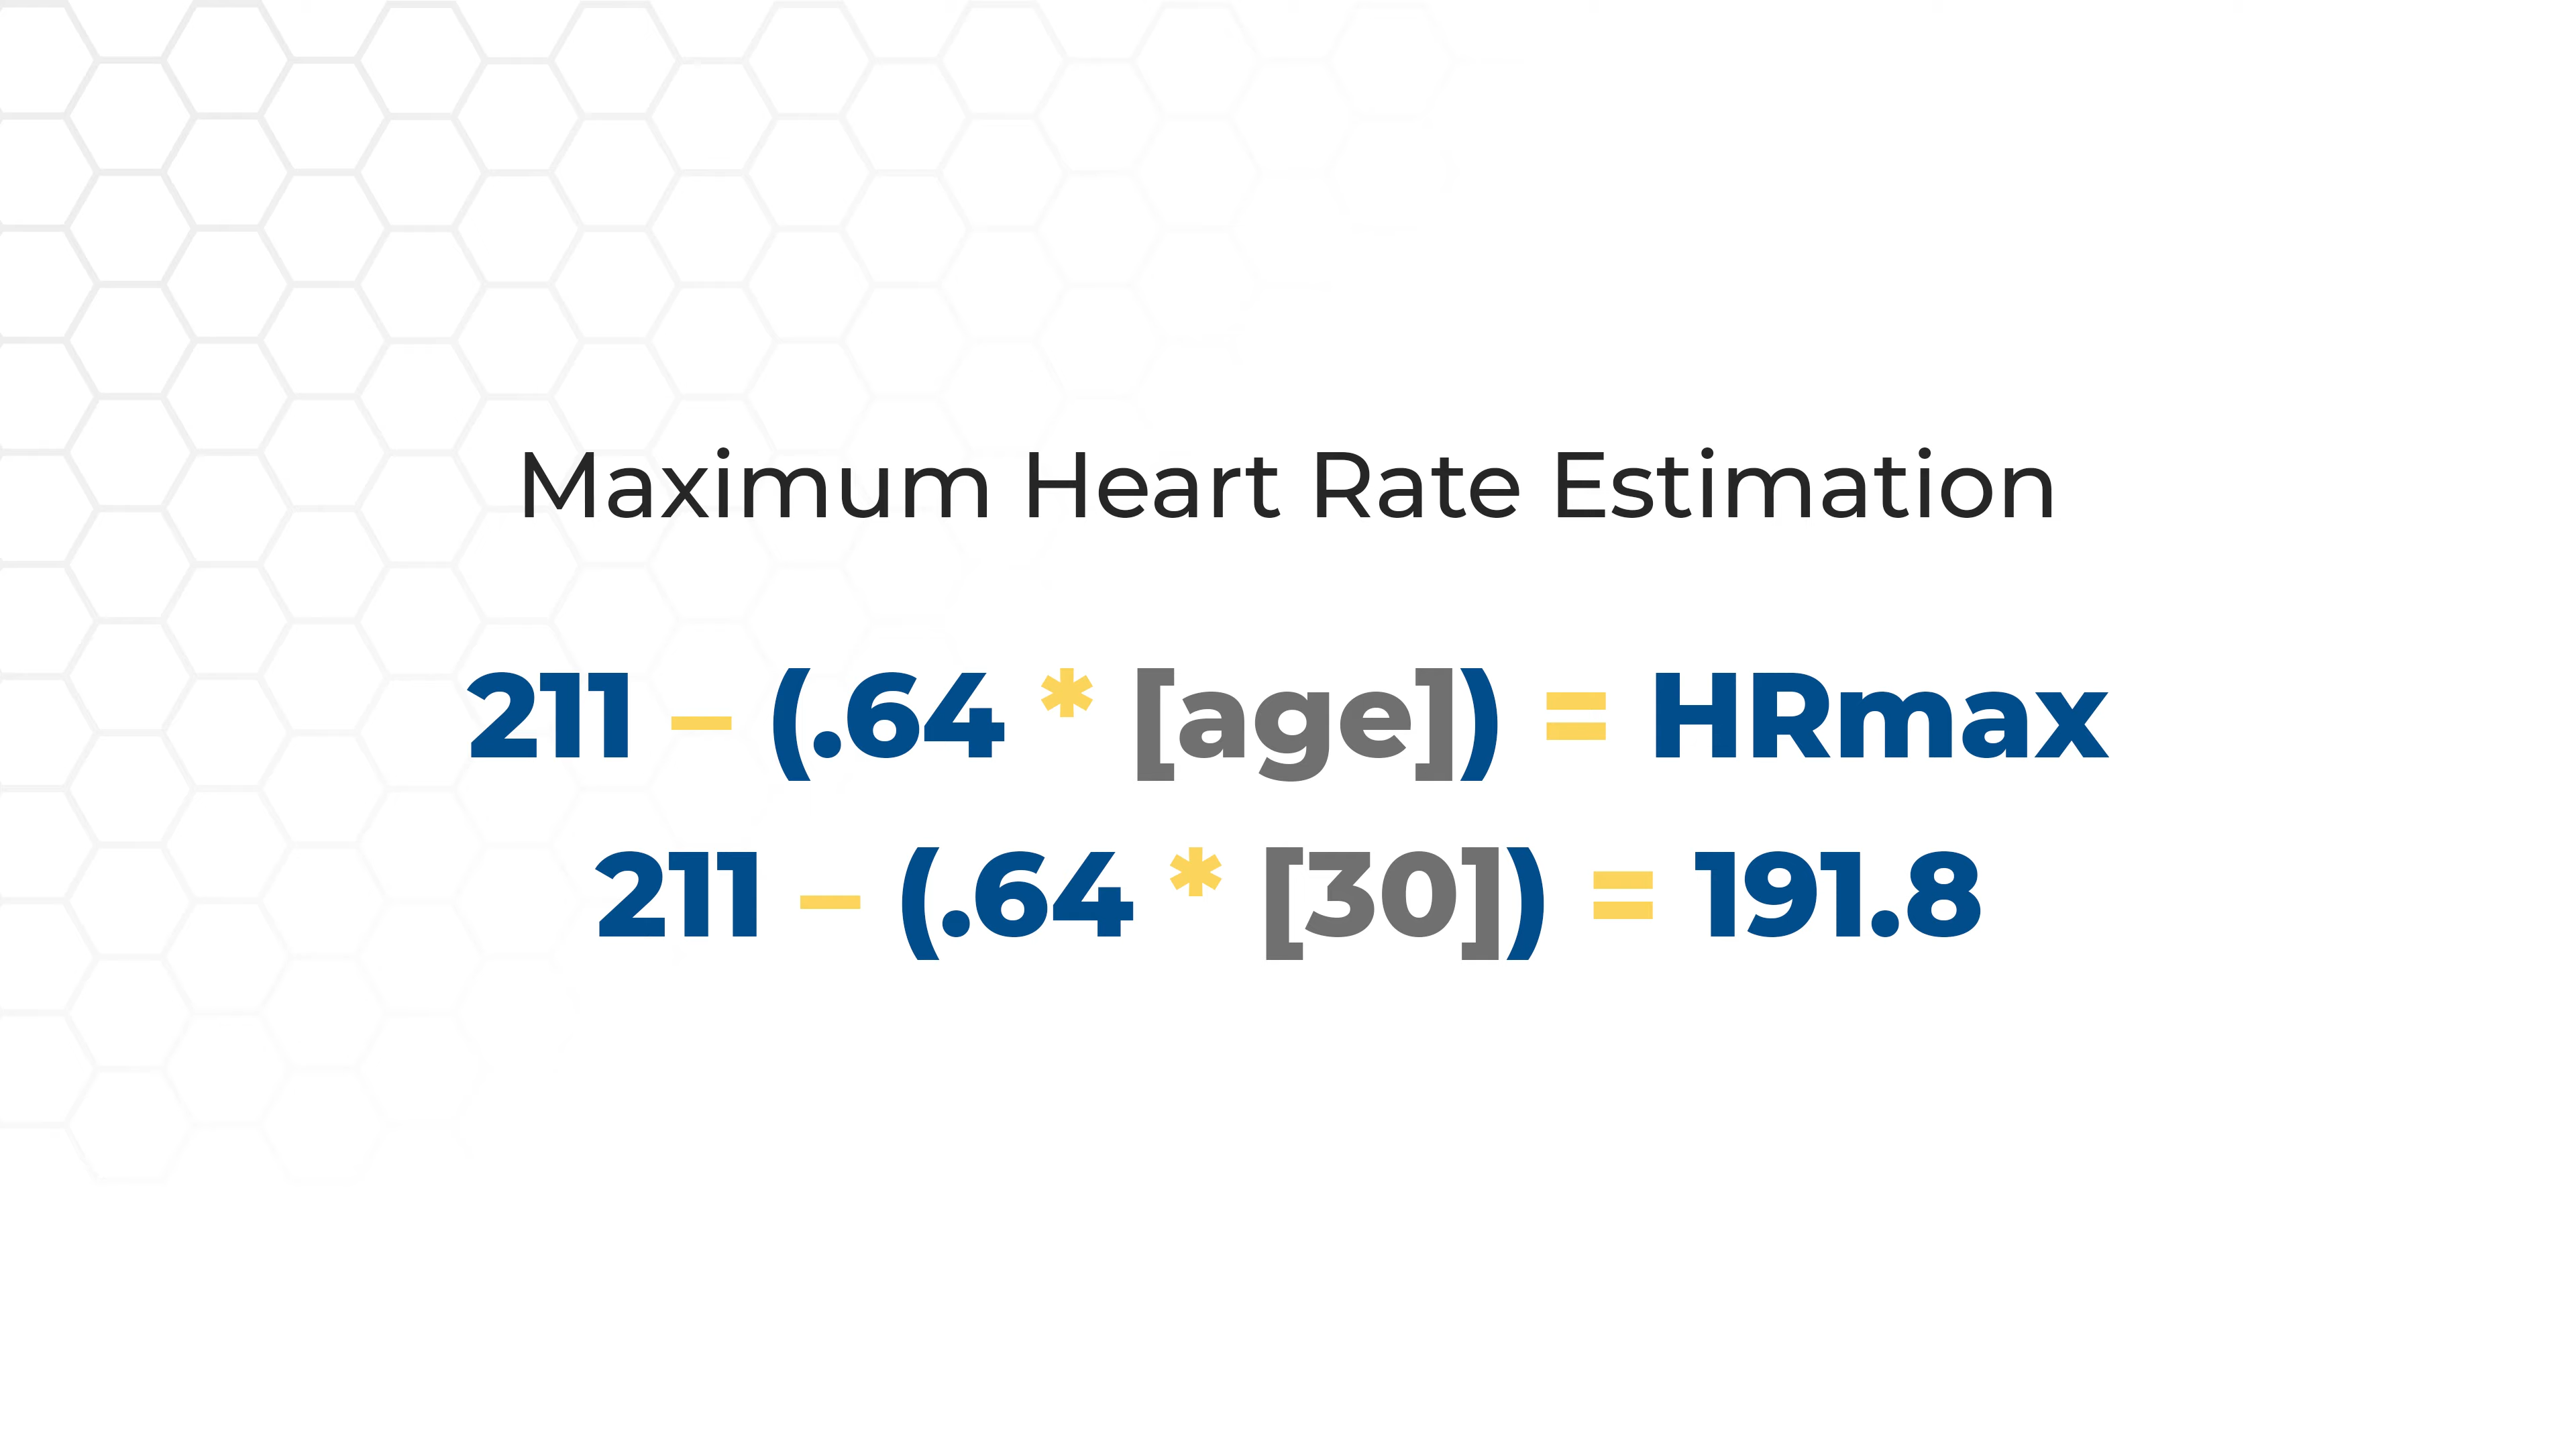 Maximum Heart Rate Estimation
211 – (.64 * [age]) = HRmax
211 – (.64 * [30]) = 191.8